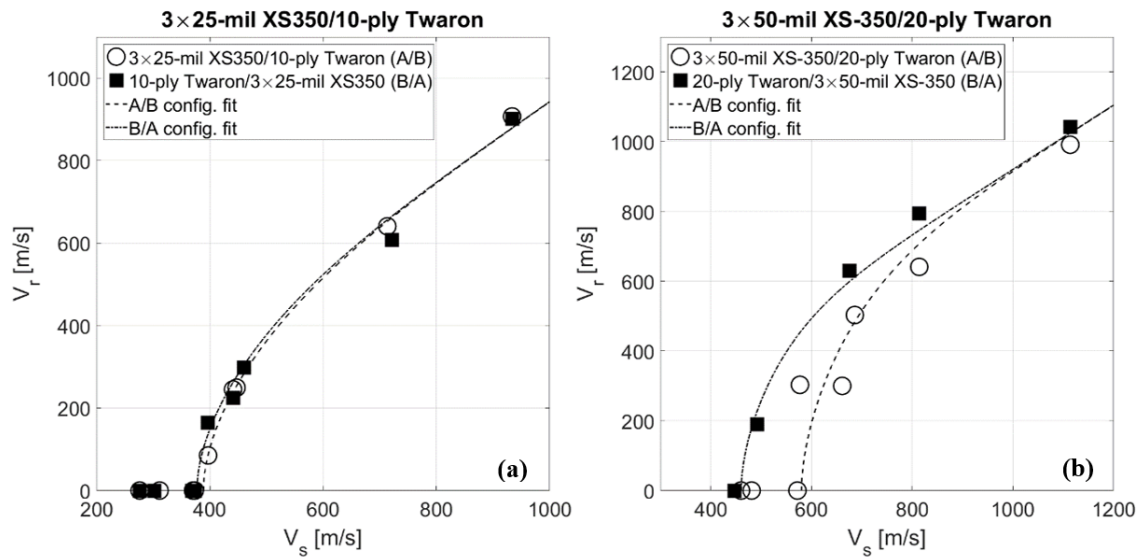 3×25-mil XS350/10-ply Twaron
3×25-mil XS350/10-ply Twaron (A/B)
10-ply Twaron/3×25-mil XS350 (B/A)
A/B config. fit
B/A config. fit
1000
800
600
400
200
0
V_r [m/s]
200 400 600 800 1000
V_s [m/s]
(a)
3×50-mil XS-350/20-ply Twaron
3×50-mil XS-350/20-ply Twaron (A/B)
20-ply Twaron/3×50-mil XS-350 (B/A)
A/B config. fit
B/A config. fit
1200
1000
800
600
400
200
0
V_r [m/s]
400 600 800 1000 1200
V_s [m/s]
(b)